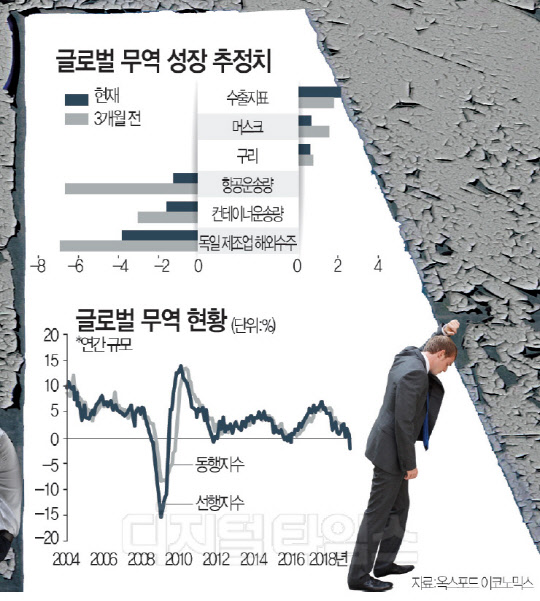 글로벌 무역 성장 추정치
현재
3개월 전
수출지표
머스크
구리
항공운송량
컨테이너운송량
독일 제조업 해외수주
-8 -6 -4 -2 0 0 2 4
글로벌 무역 현황 (단위:%)
*연간 규모
20
15
10
5
0
-5
-10
-15
-20
동행지수
선행지수
디지털타임스
2004 2006 2008 2010 2012 2014 2016 2018년
자료:옥스포드 이코노믹스